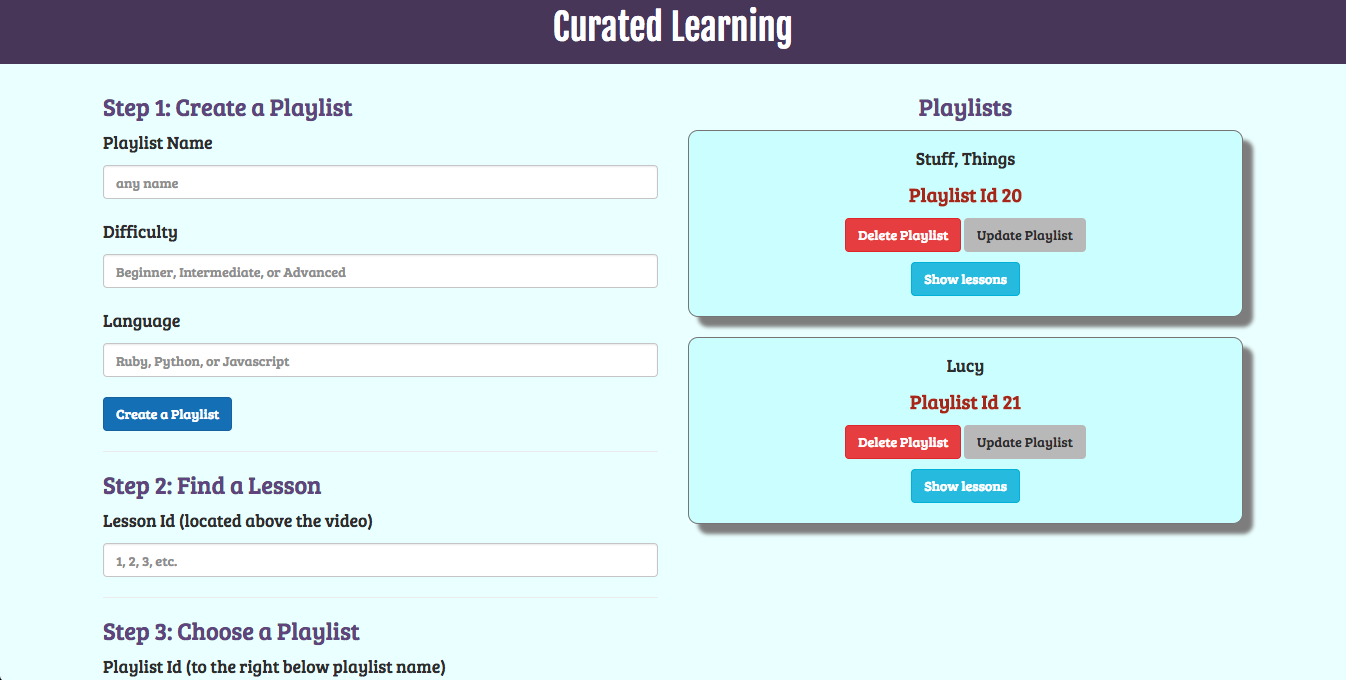 Curated Learning
Step 1: Create a Playlist
Playlist Name
any name
Difficulty
Beginner, Intermediate, or Advanced
Language
Ruby, Python, or Javascript
Create a Playlist
Step 2: Find a Lesson
Lesson Id (located above the video)
1, 2, 3, etc.
Step 3: Choose a Playlist
Playlist Id (to the right below playlist name)
Playlists
Stuff, Things
Playlist Id 20
Delete Playlist Update Playlist
Show lessons
Lucy
Playlist Id 21
Delete Playlist Update Playlist
Show lessons